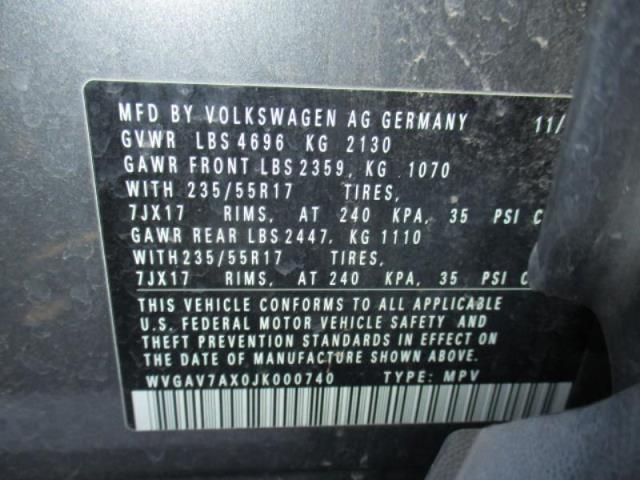 MFD BY VOLKSWAGEN AG GERMANY 11/
GVWR LBS 4696 KG 2130
GAWR FRONT LBS 2359, KG 1070
WITH 235/55R17 TIRES,
7JX17 RIMS, AT 240 KPA, 35 PSI C
GAWR REAR LBS 2447, KG 1110
WITH 235/55R17 TIRES,
7JX17 RIMS, AT 240 KPA, 35 PSI C
THIS VEHICLE CONFORMS TO ALL APPLICABLE
U.S. FEDERAL MOTOR VEHICLE SAFETY AND
THEFT PREVENTION STANDARDS IN EFFECT ON
THE DATE OF MANUFACTURE SHOWN ABOVE.
WVGAV7AX0JK000740 TYPE: MPV